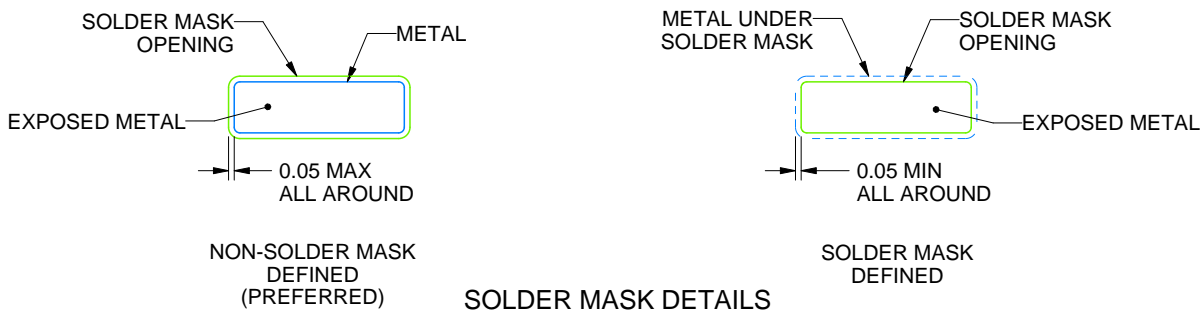 SOLDER MASK
OPENING
METAL
EXPOSED METAL
0.05 MAX
ALL AROUND
NON-SOLDER MASK
DEFINED
(PREFERRED)
METAL UNDER
SOLDER MASK
SOLDER MASK
OPENING
EXPOSED METAL
0.05 MIN
ALL AROUND
SOLDER MASK
DEFINED
SOLDER MASK DETAILS